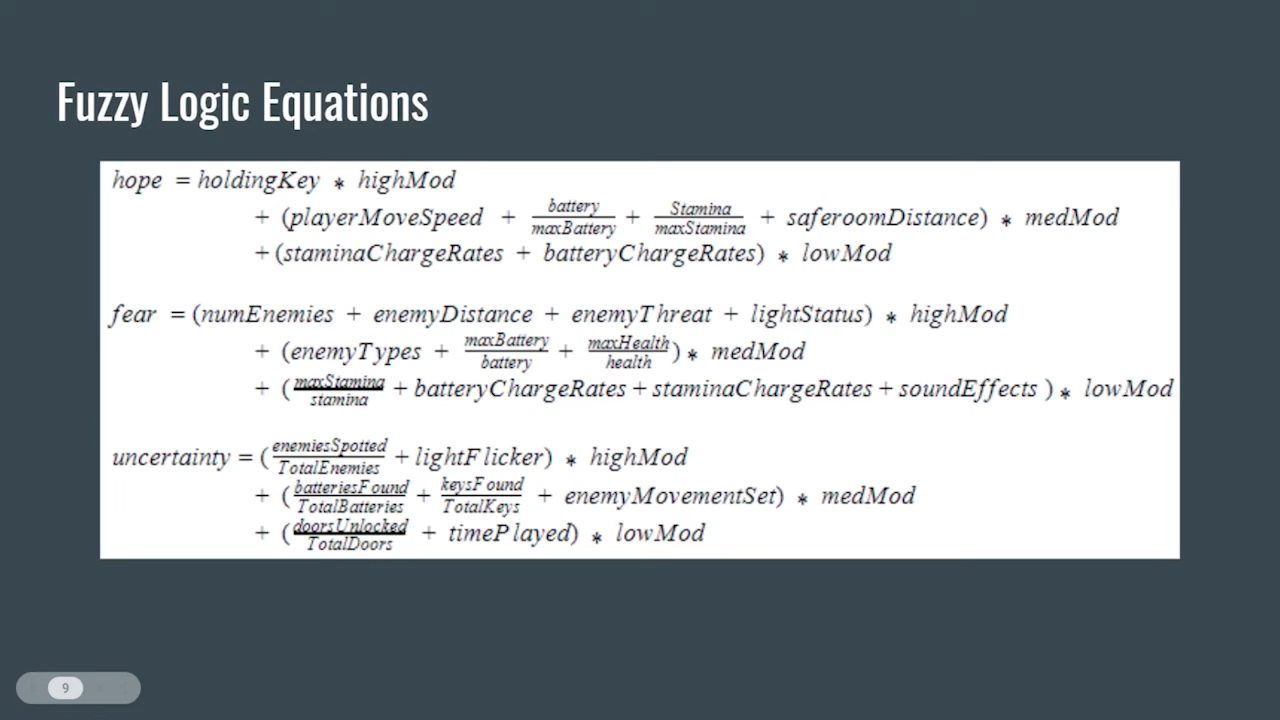 Fuzzy Logic Equations
hope = holdingKey * highMod
+ (playerMoveSpeed + battery/maxBattery + Stamina/maxStamina + saferoomDistance) * medMod
+ (staminaChargeRates + batteryChargeRates) * lowMod
fear = (numEnemies + enemyDistance + enemyThreat + lightStatus) * highMod
+ (enemyTypes + maxBattery/battery + maxHealth/health) * medMod
+ (maxStamina/stamina + batteryChargeRates + staminaChargeRates + soundEffects) * lowMod
uncertainty = (enemiesSpotted/TotalEnemies + lightFlicker) * highMod
+ (batteriesFound/TotalBatteries + keysFound/TotalKeys + enemyMovementSet) * medMod
+ (doorsUnlocked/TotalDoors + timePlayed) * lowMod
9